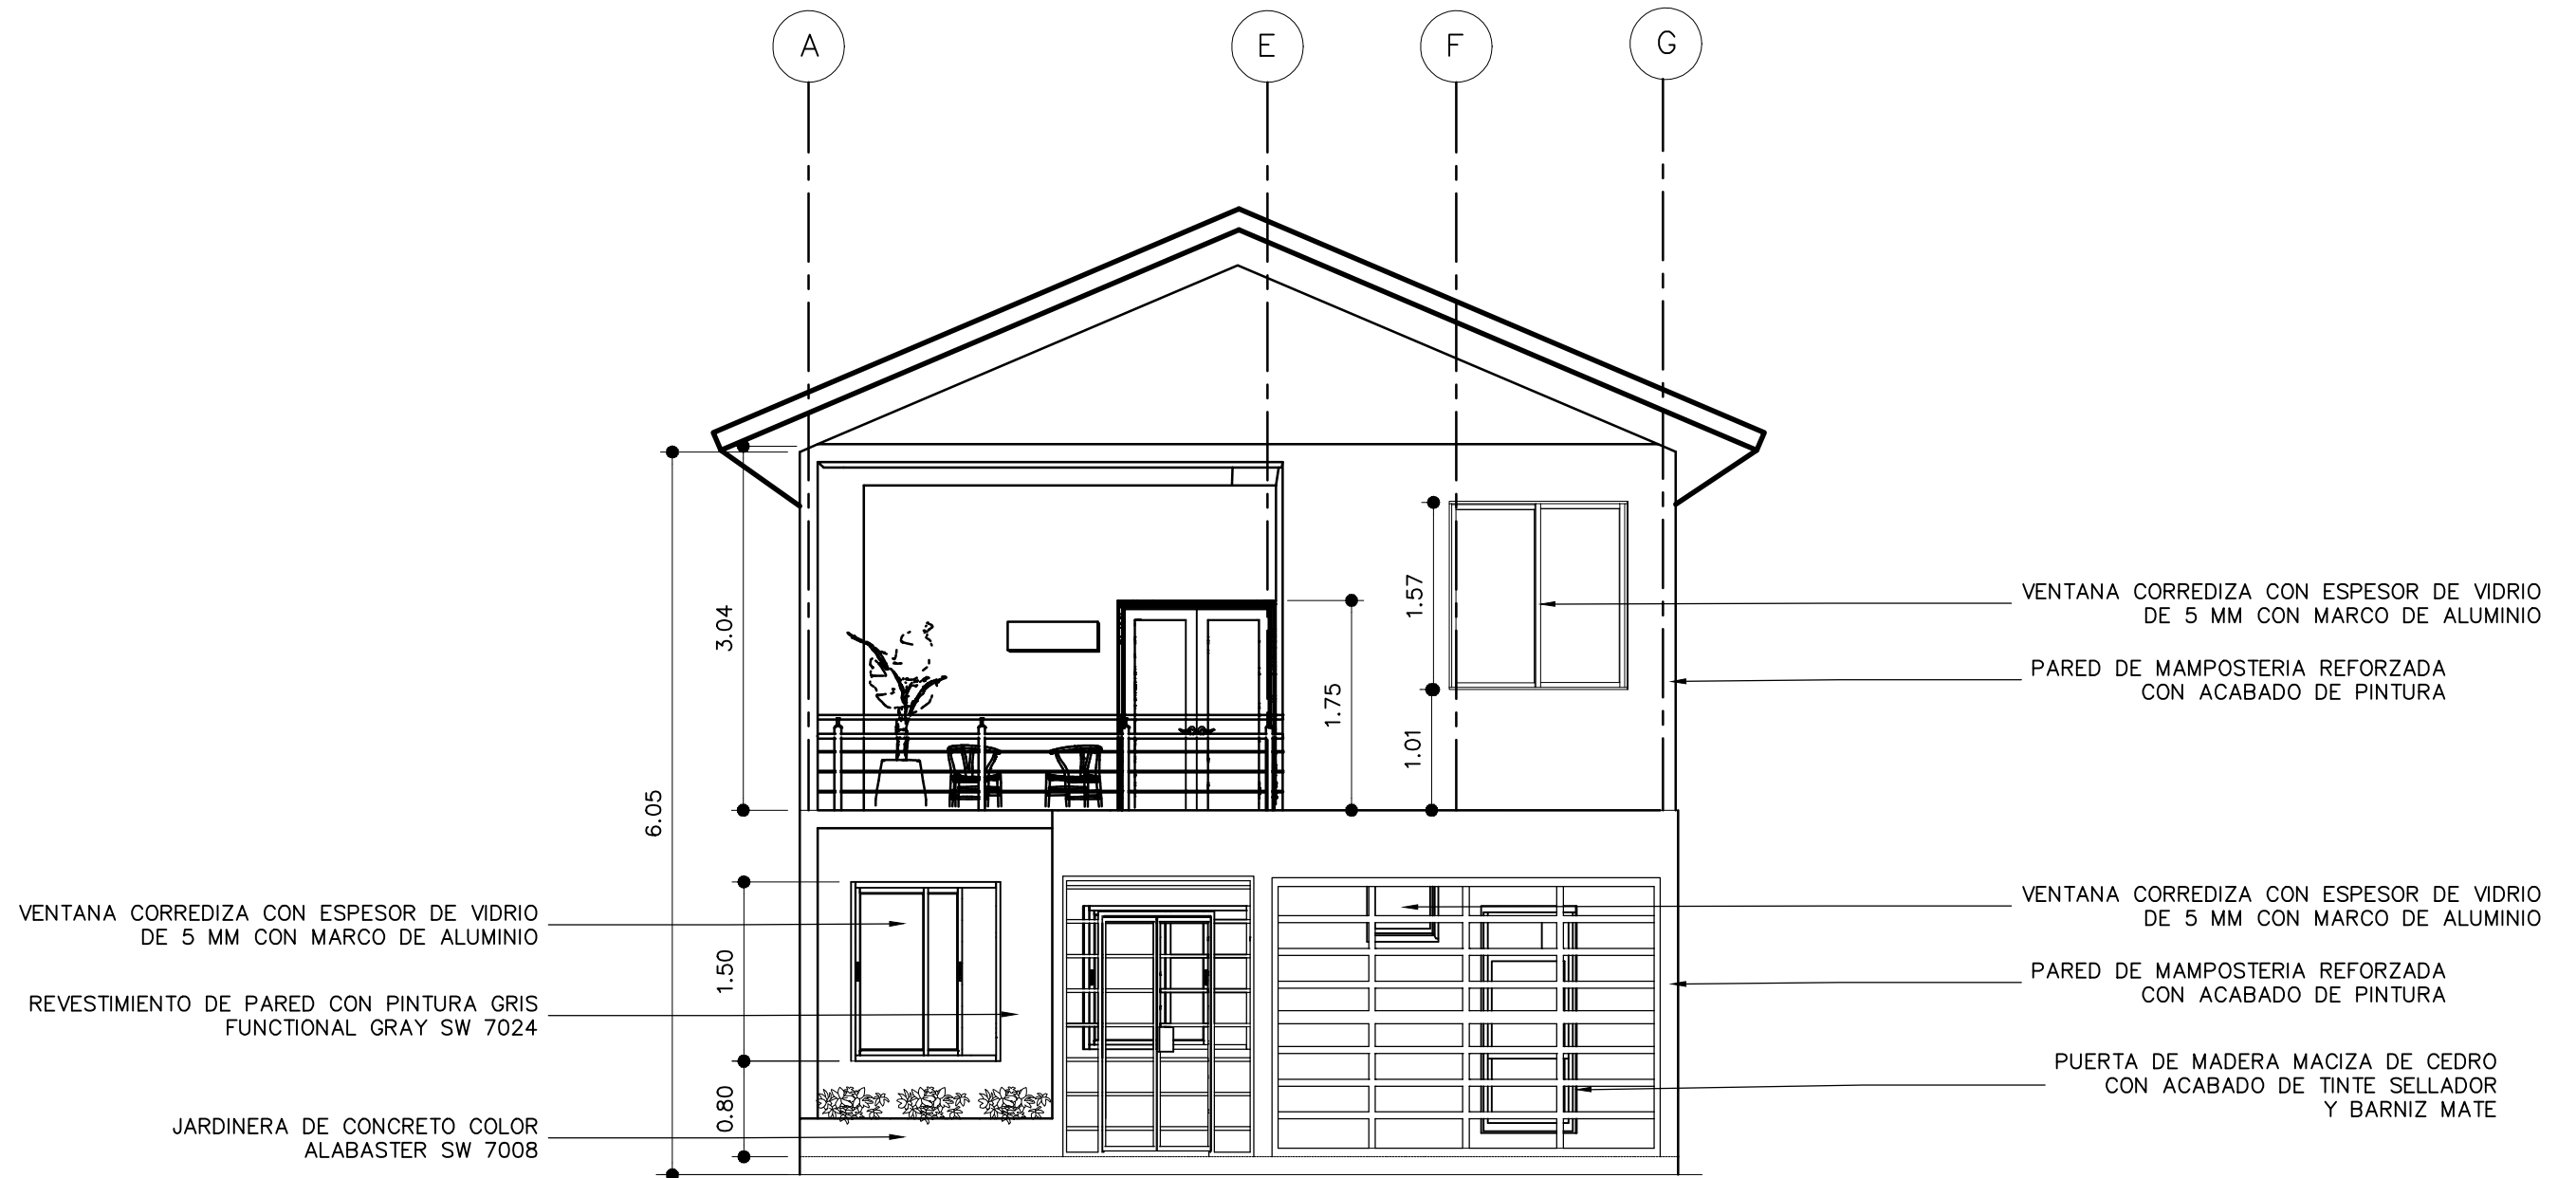 A
E
F
G
3.04
6.05
1.57
1.75
1.01
VENTANA CORREDIZA CON ESPESOR DE VIDRIO
DE 5 MM CON MARCO DE ALUMINIO
PARED DE MAMPOSTERIA REFORZADA
CON ACABADO DE PINTURA
VENTANA CORREDIZA CON ESPESOR DE VIDRIO
DE 5 MM CON MARCO DE ALUMINIO
REVESTIMIENTO DE PARED CON PINTURA GRIS
FUNCTIONAL GRAY SW 7024
JARDINERA DE CONCRETO COLOR
ALABASTER SW 7008
1.50
0.80
VENTANA CORREDIZA CON ESPESOR DE VIDRIO
DE 5 MM CON MARCO DE ALUMINIO
PARED DE MAMPOSTERIA REFORZADA
CON ACABADO DE PINTURA
PUERTA DE MADERA MACIZA DE CEDRO
CON ACABADO DE TINTE SELLADOR
Y BARNIZ MATE